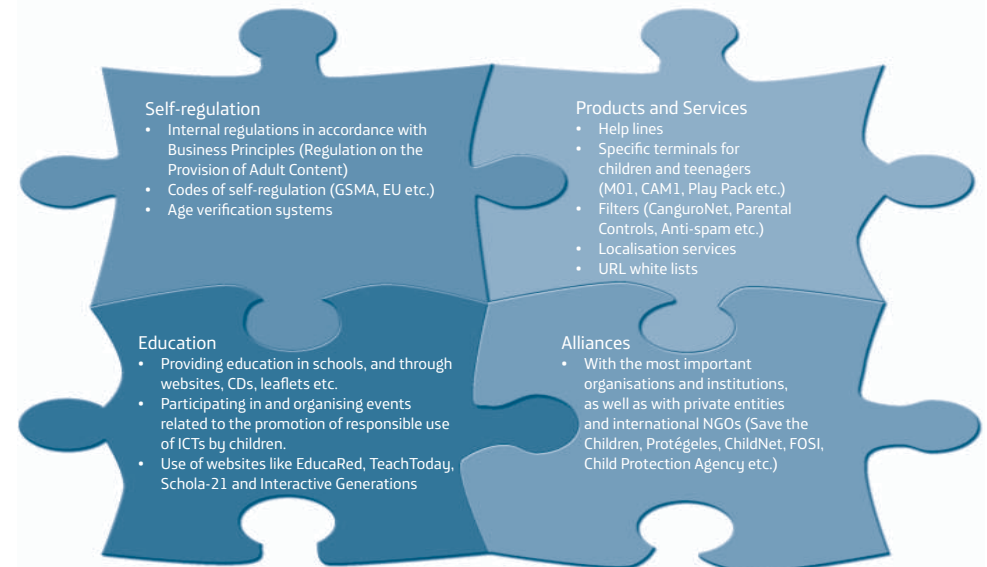 Self-regulation
• Internal regulations in accordance with
Business Principles (Regulation on the
Provision of Adult Content)
• Codes of self-regulation (GSMA, EU etc.)
• Age verification systems
Products and Services
• Help lines
• Specific terminals for
children and teenagers
(M01, CAM1, Play Pack etc.)
• Filters (CanguroNet, Parental
Controls, Anti-spam etc.)
• Localisation services
• URL white lists
Education
• Providing education in schools, and through
websites, CDs, leaflets etc.
• Participating in and organising events
related to the promotion of responsible use
of ICTs by children.
• Use of websites like EducaRed, TeachToday,
Schola-21 and Interactive Generations
Alliances
• With the most important
organisations and institutions,
as well as with private entities
and international NGOs (Save the
Children, Protégeles, ChildNet, FOSI,
Child Protection Agency etc.)